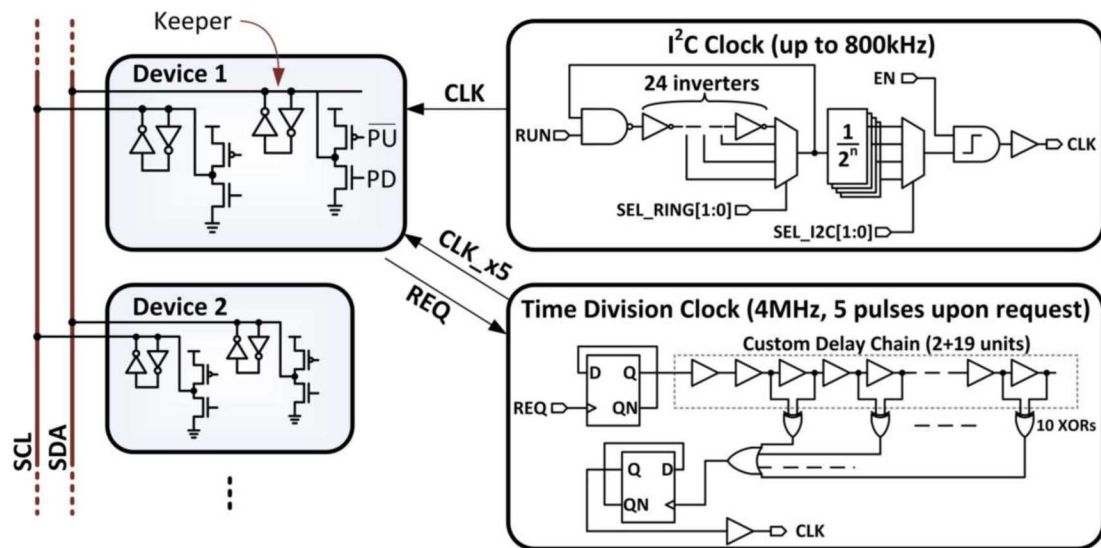 Keeper
Device 1
PU
PD
CLK
I²C Clock (up to 800kHz)
24 inverters
EN
RUN
1
2ⁿ
CLK
SEL_RING[1:0]
SEL_I2C[1:0]
CLK_x5
REQ
Device 2
SCL
SDA
Time Division Clock (4MHz, 5 pulses upon request)
Custom Delay Chain (2+19 units)
D
Q
QN
REQ
10 XORs
Q
D
QN
CLK